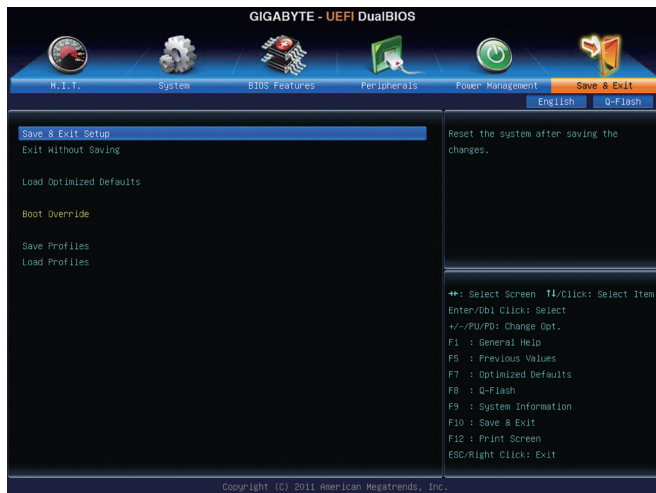 GIGABYTE - UEFI DualBIOS
M.I.T. System BIOS Features Peripherals Power Management Save & Exit
English Q-Flash
Save & Exit Setup
Exit Without Saving
Load Optimized Defaults
Boot Override
Save Profiles
Load Profiles
Reset the system after saving the
changes.
→←: Select Screen ↑↓/Click: Select Item
Enter/Dbl Click: Select
+/-/PU/PD: Change Opt.
F1 : General Help
F5 : Previous Values
F7 : Optimized Defaults
F8 : Q-Flash
F9 : System Information
F10 : Save & Exit
F12 : Print Screen
ESC/Right Click: Exit
Copyright (C) 2011 American Megatrends, Inc.